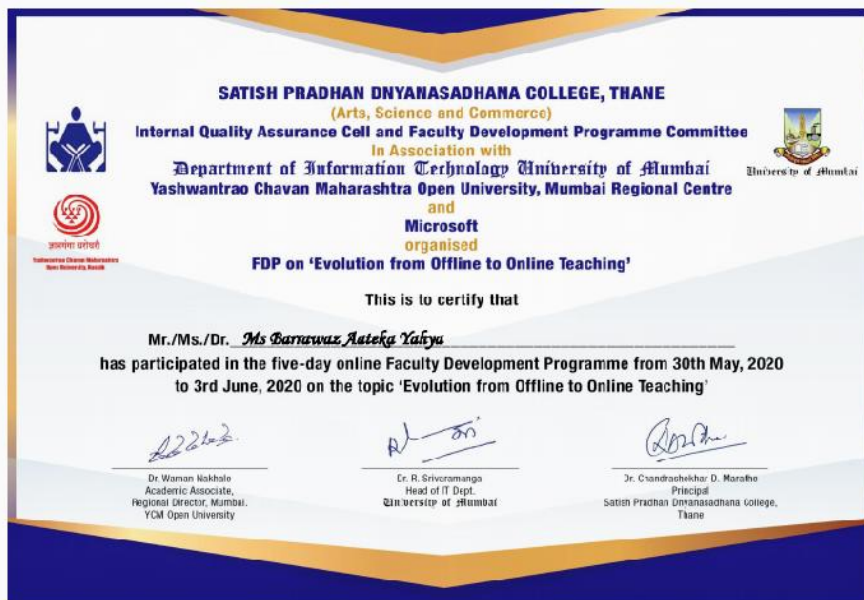 SATISH PRADHAN DNYANASADHANA COLLEGE, THANE
(Arts, Science and Commerce)
Internal Quality Assurance Cell and Faculty Development Programme Committee
In Association with
Department of Information Technology University of Mumbai
Yashwantrao Chavan Maharashtra Open University, Mumbai Regional Centre
and
Microsoft
organised
FDP on ‘Evolution from Offline to Online Teaching’
University of Mumbai
ज्ञानगंगा घरोघरी
Yashwantrao Chavan Maharashtra
Open University, Nashik
This is to certify that
Mr./Ms./Dr. Ms Barrawaz Aateka Yahya
has participated in the five-day online Faculty Development Programme from 30th May, 2020
to 3rd June, 2020 on the topic ‘Evolution from Offline to Online Teaching’
Dr. Waman Nakhale
Academic Associate,
Regional Director, Mumbai.
YCM Open University
Dr. R. Srivaramangai
Head of IT Dept.
University of Mumbai
Dr. Chandrashekhar D. Marathe
Principal
Satish Pradhan Dnyanasadhana College,
Thane